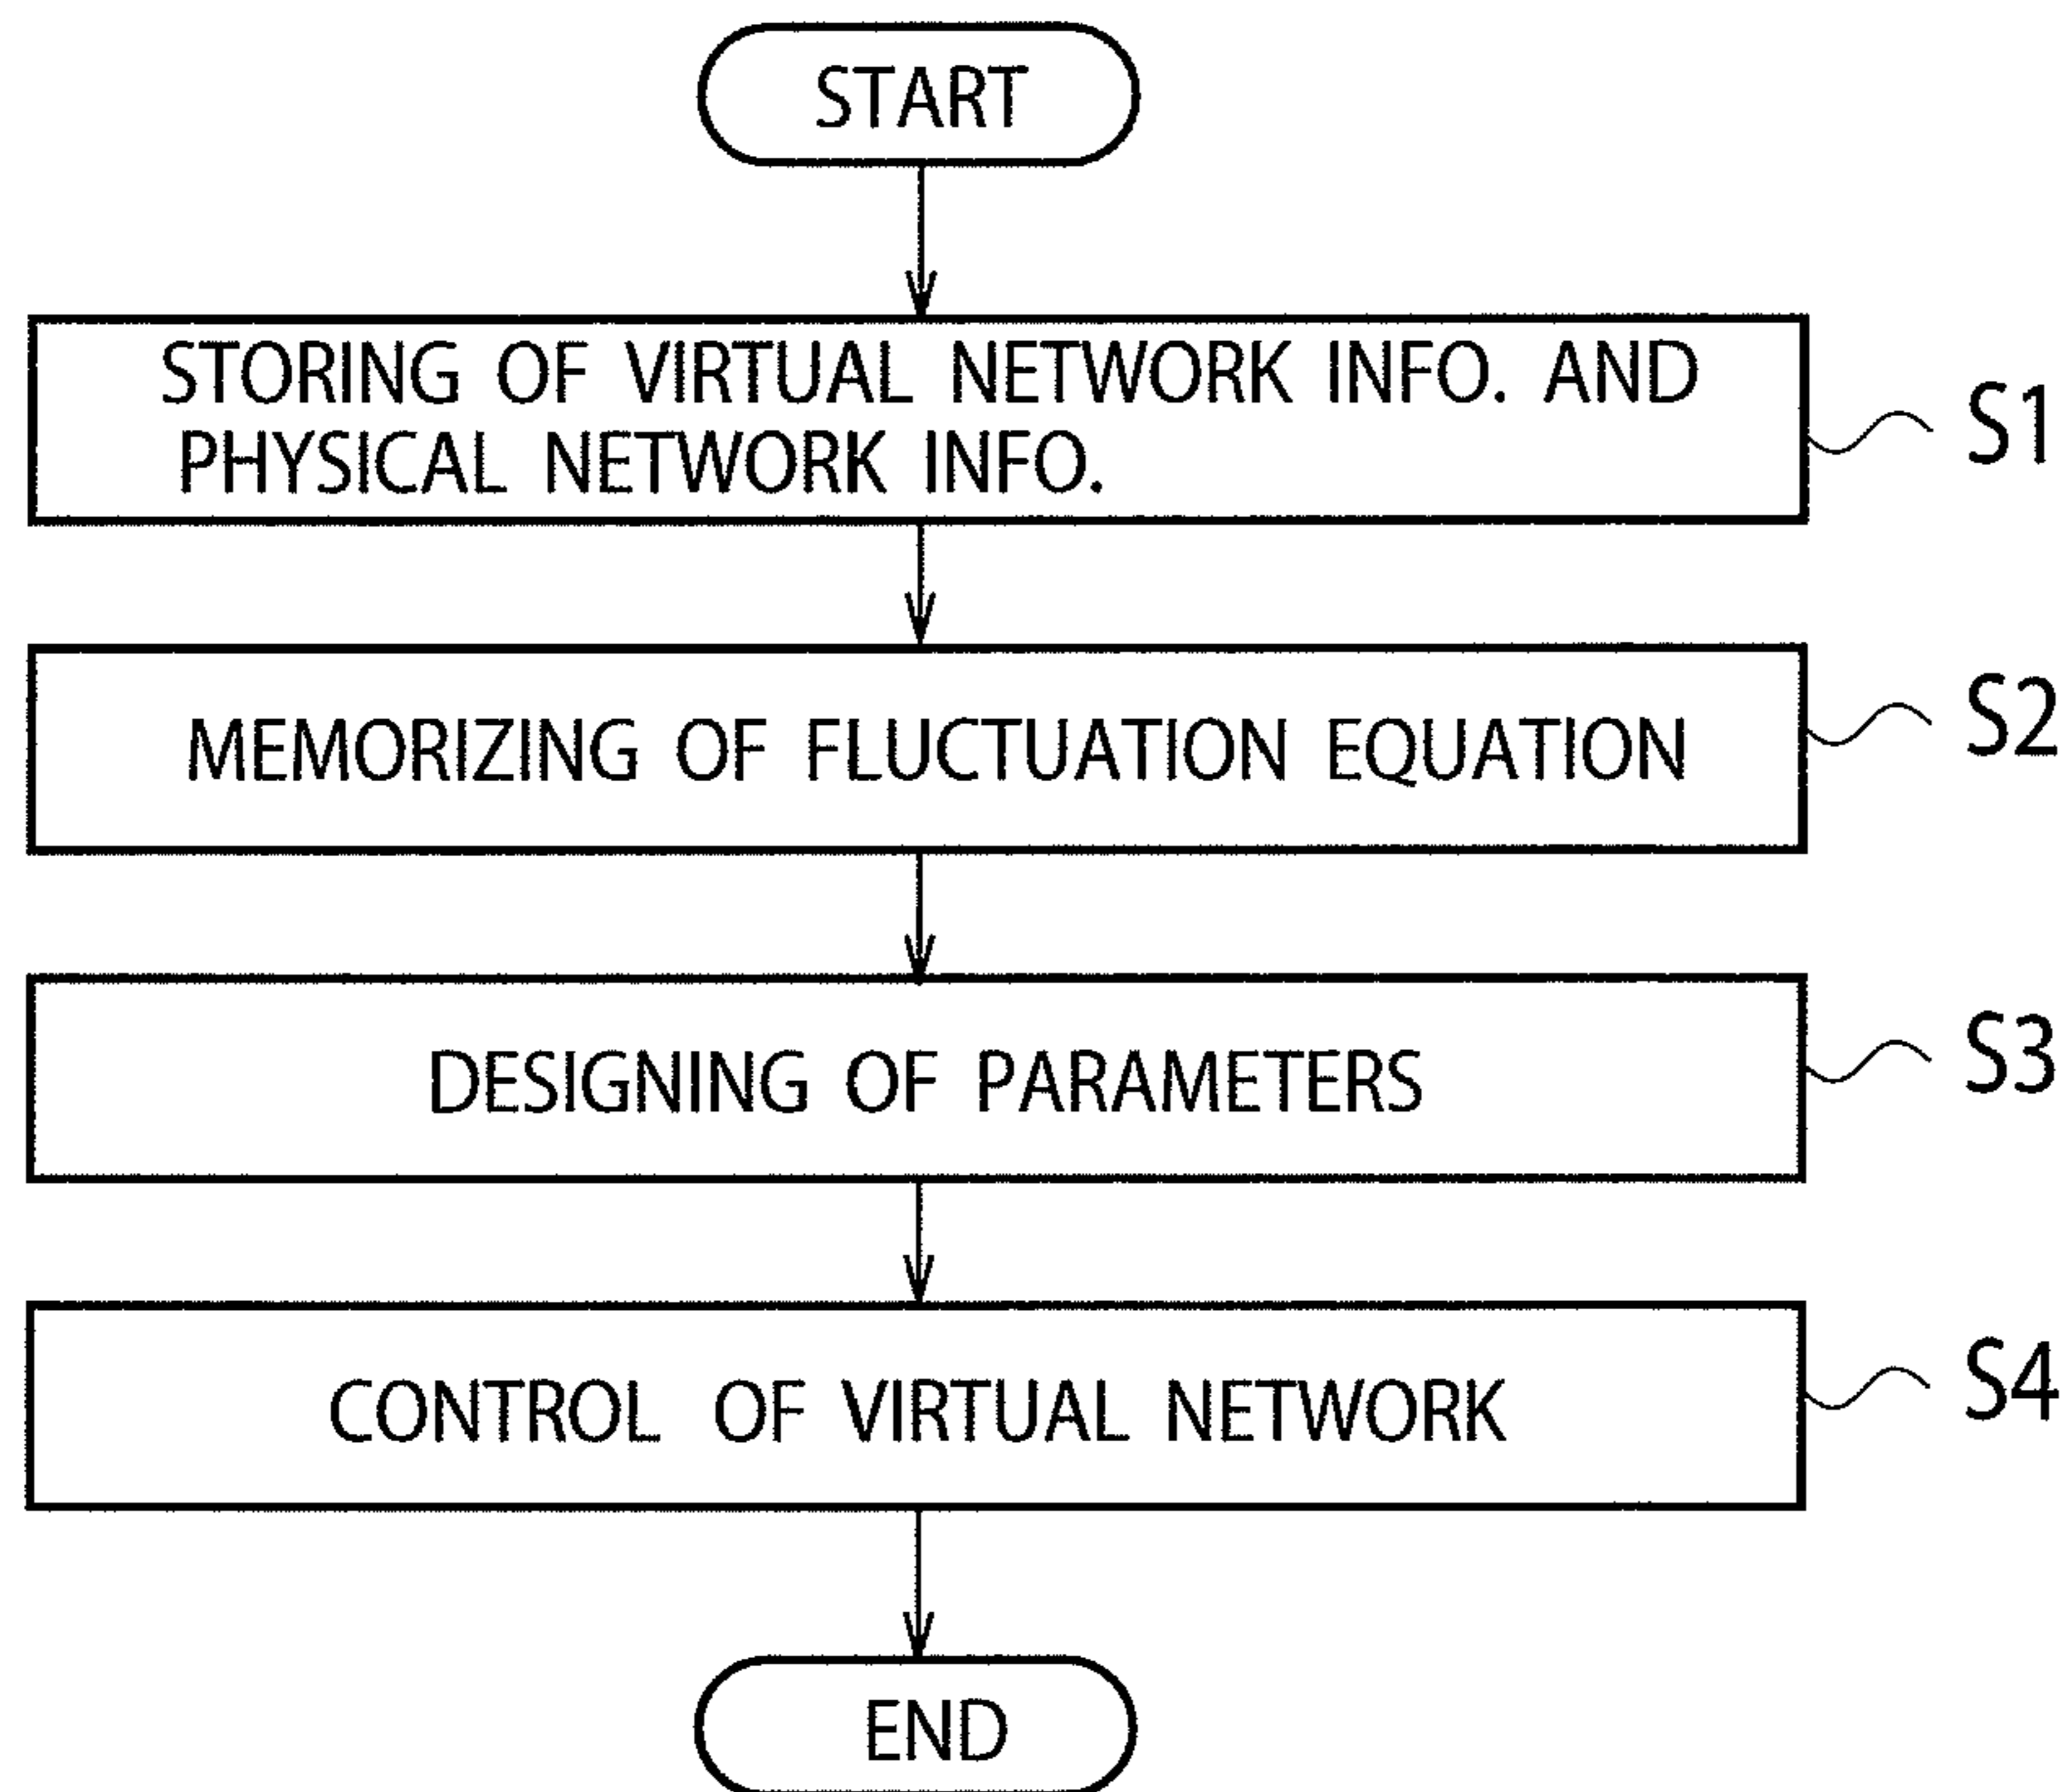 START
STORING OF VIRTUAL NETWORK INFO. AND
PHYSICAL NETWORK INFO.
S1
MEMORIZING OF FLUCTUATION EQUATION
S2
DESIGNING OF PARAMETERS
S3
CONTROL OF VIRTUAL NETWORK
S4
END